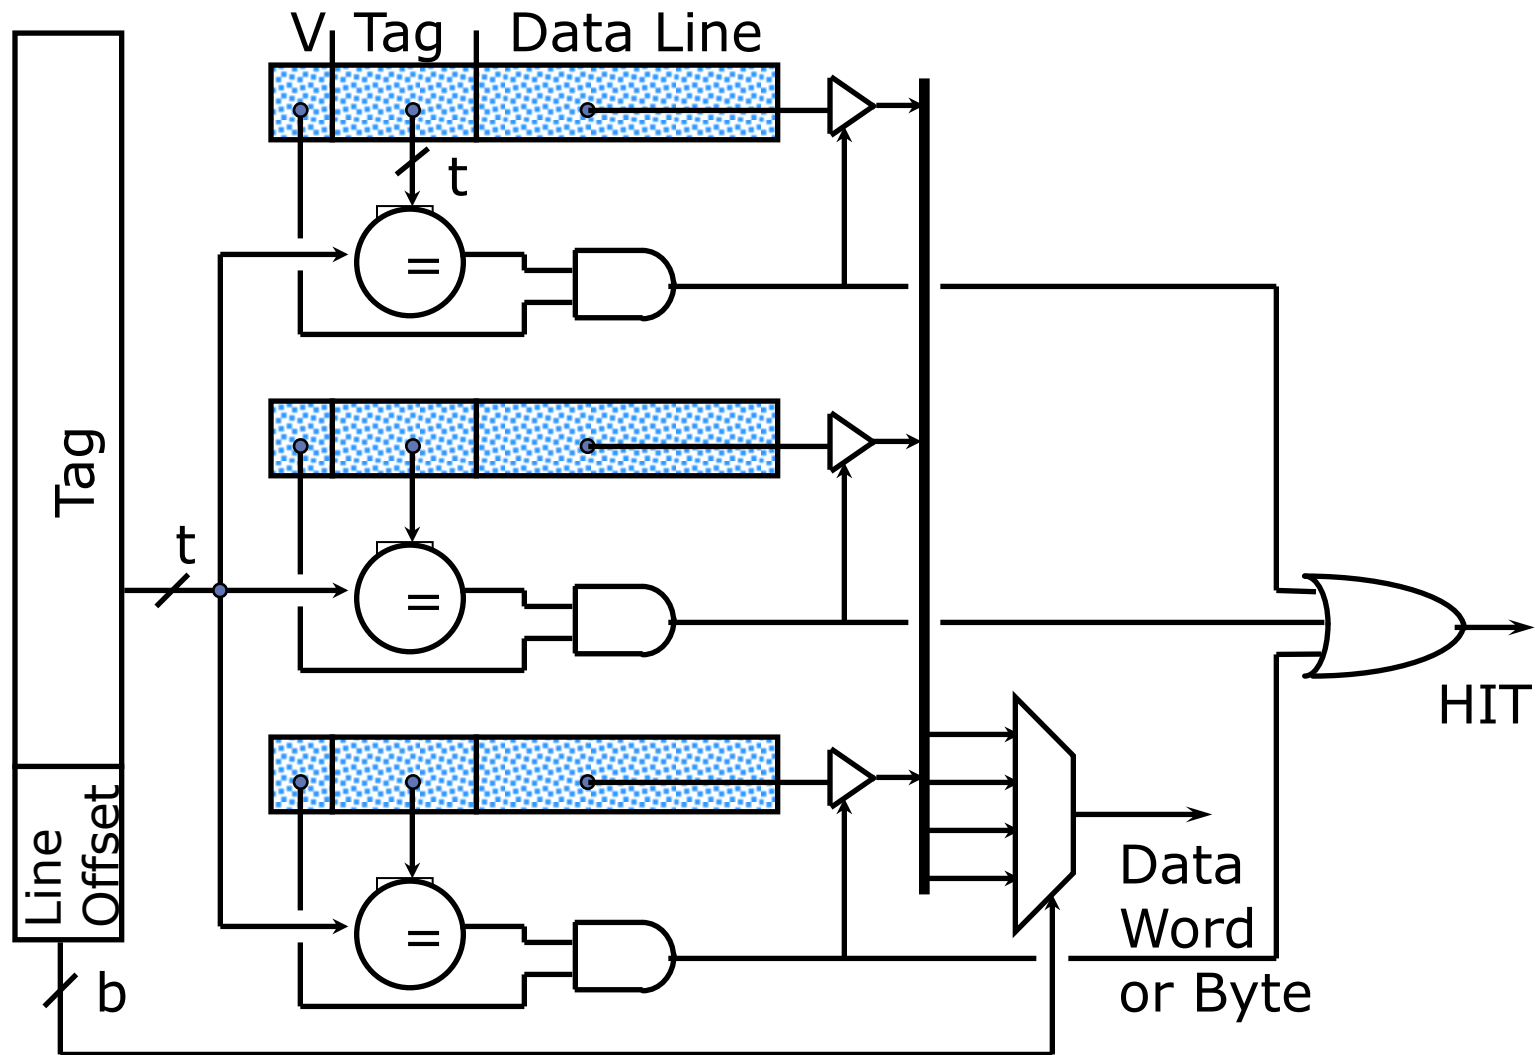 V Tag Data Line
t
=
Tag
t
=
HIT
Line
Offset
=
Data
Word
or Byte
b